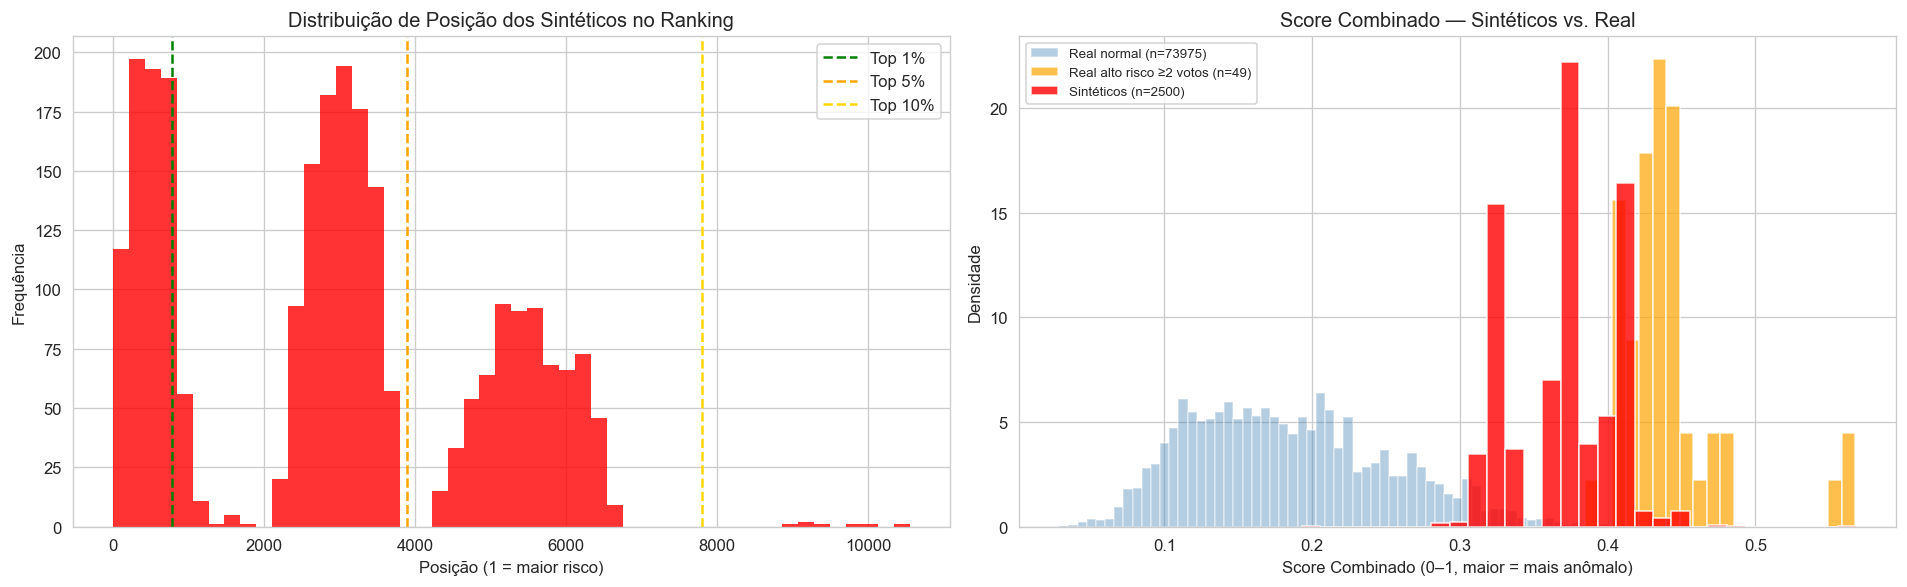 Distribuição de Posição dos Sintéticos no Ranking
200
175
150
125
100
75
50
25
0
Frequência
Top 1%
Top 5%
Top 10%
0
2000
4000
6000
8000
10000
Posição (1 = maior risco)
Score Combinado — Sintéticos vs. Real
20
15
10
5
0
Densidade
Real normal (n=73975)
Real alto risco ≥2 votos (n=49)
Sintéticos (n=2500)
0.1
0.2
0.3
0.4
0.5
Score Combinado (0–1, maior = mais anômalo)